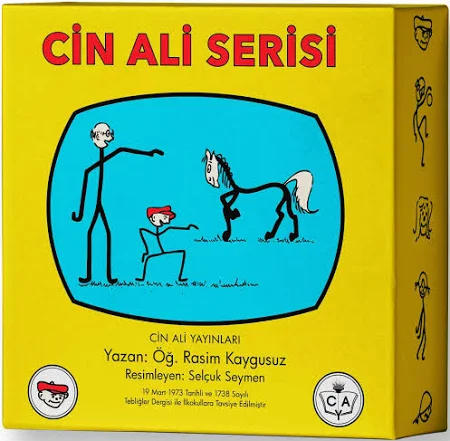 CİN ALİ SERİSİ
CİN ALİ YAYINLARI
Yazan: Öğ. Rasim Kaygusuz
Resimleyen: Selçuk Seymen
19 Mart 1973 Tarihli ve 1738 Sayılı
Tebliğler Dergisi ile İlkokullara Tavsiye Edilmiştir
C A Y